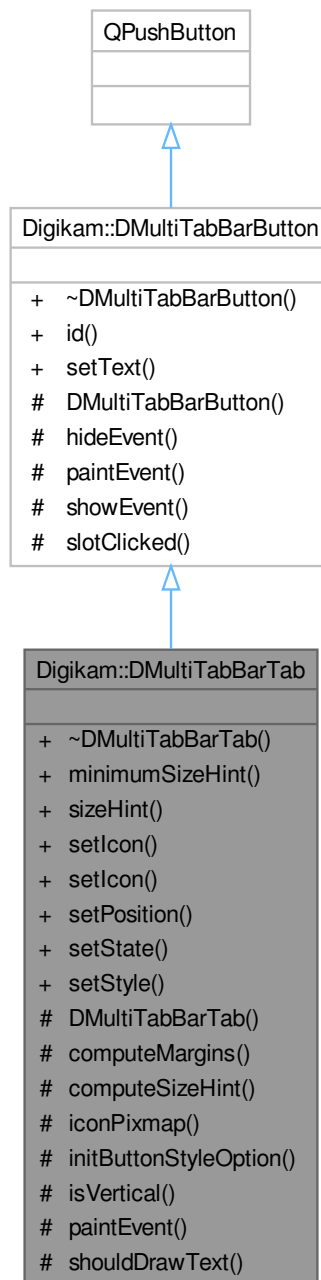 QPushButton
Digikam::DMultiTabBarButton
+ ~DMultiTabBarButton()
+ id()
+ setText()
# DMultiTabBarButton()
# hideEvent()
# paintEvent()
# showEvent()
# slotClicked()
Digikam::DMultiTabBarTab
+ ~DMultiTabBarTab()
+ minimumSizeHint()
+ sizeHint()
+ setIcon()
+ setIcon()
+ setPosition()
+ setState()
+ setStyle()
# DMultiTabBarTab()
# computeMargins()
# computeSizeHint()
# iconPixmap()
# initButtonStyleOption()
# isVertical()
# paintEvent()
# shouldDrawText()